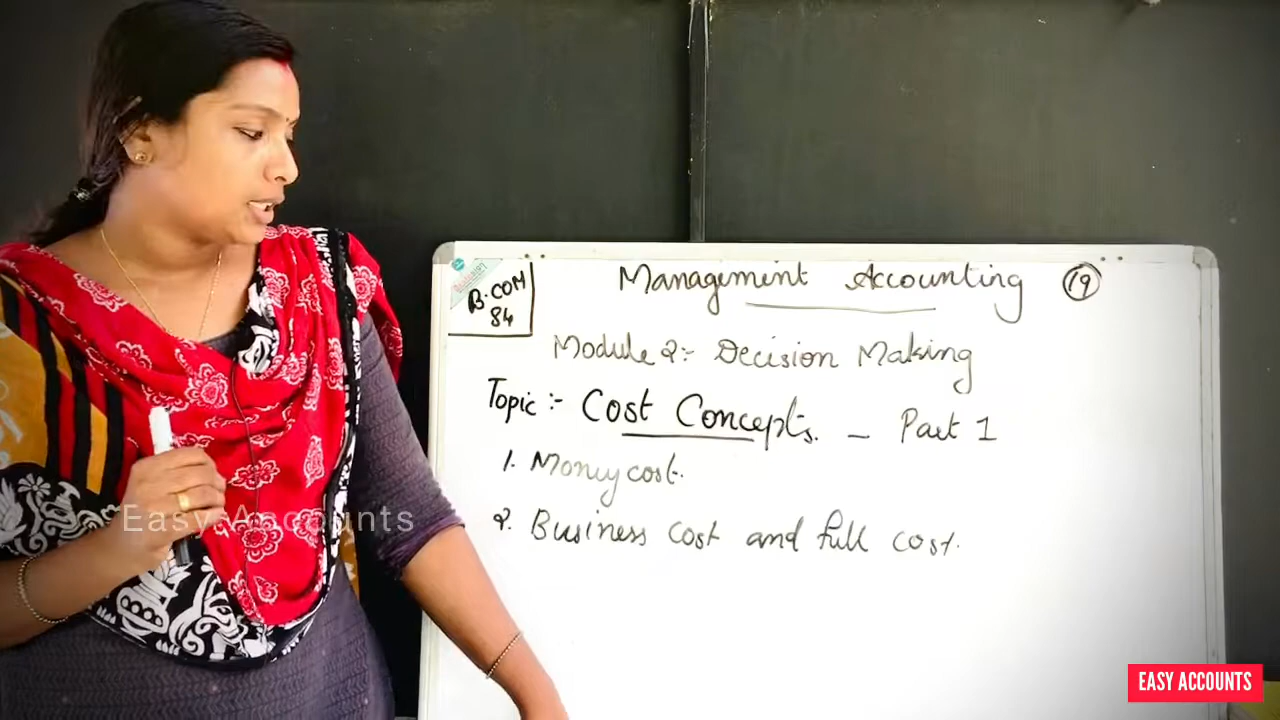 Management Accounting 19
B.COM
84
Module 2:- Decision Making
Topic :- Cost Concepts. - Part 1
1. Money cost.
2. Business cost and full cost.
Easy Accounts
EASY ACCOUNTS